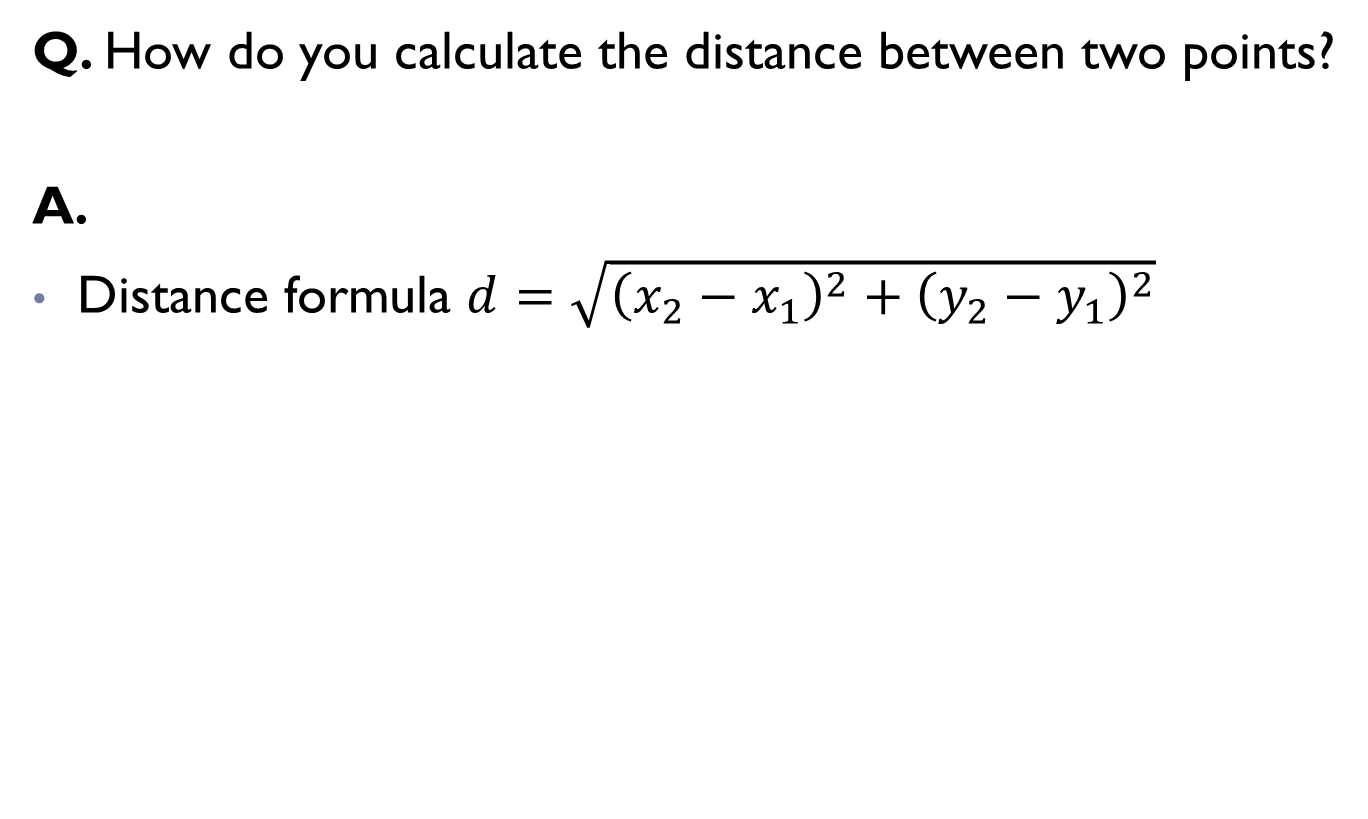 Q. How do you calculate the distance between two points?
A.
• Distance formula d = √(x₂ − x₁)² + (y₂ − y₁)²